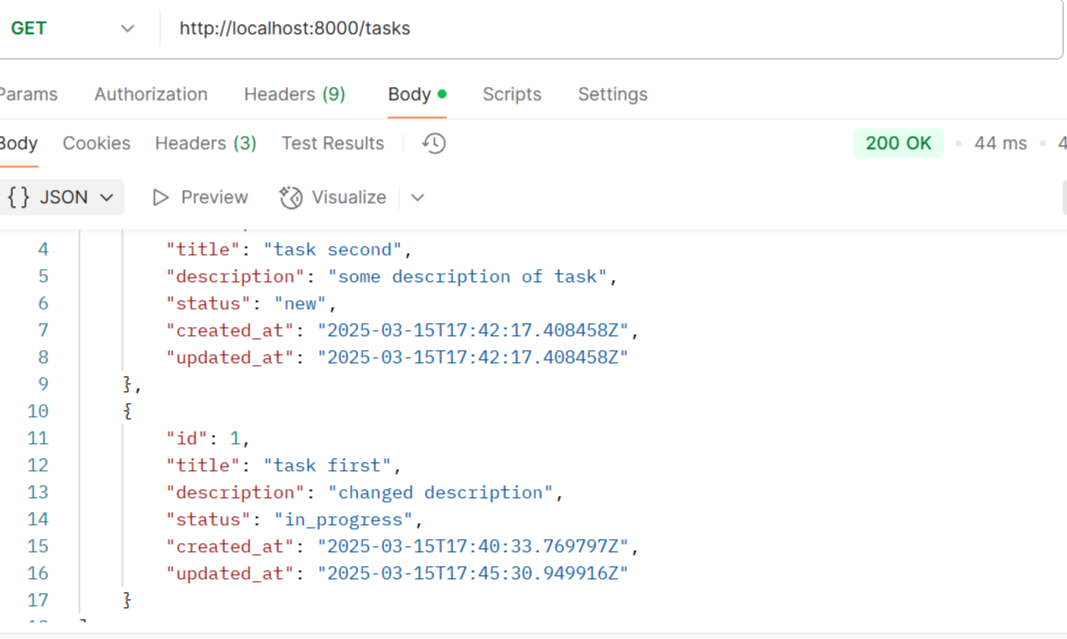 GET http://localhost:8000/tasks
Params Authorization Headers (9) Body Scripts Settings
Body Cookies Headers (3) Test Results 200 OK 44 ms 4
{} JSON Preview Visualize
4 "title": "task second",
5 "description": "some description of task",
6 "status": "new",
7 "created_at": "2025-03-15T17:42:17.408458Z",
8 "updated_at": "2025-03-15T17:42:17.408458Z"
9 },
10 {
11 "id": 1,
12 "title": "task first",
13 "description": "changed description",
14 "status": "in_progress",
15 "created_at": "2025-03-15T17:40:33.769797Z",
16 "updated_at": "2025-03-15T17:45:30.949916Z"
17 }